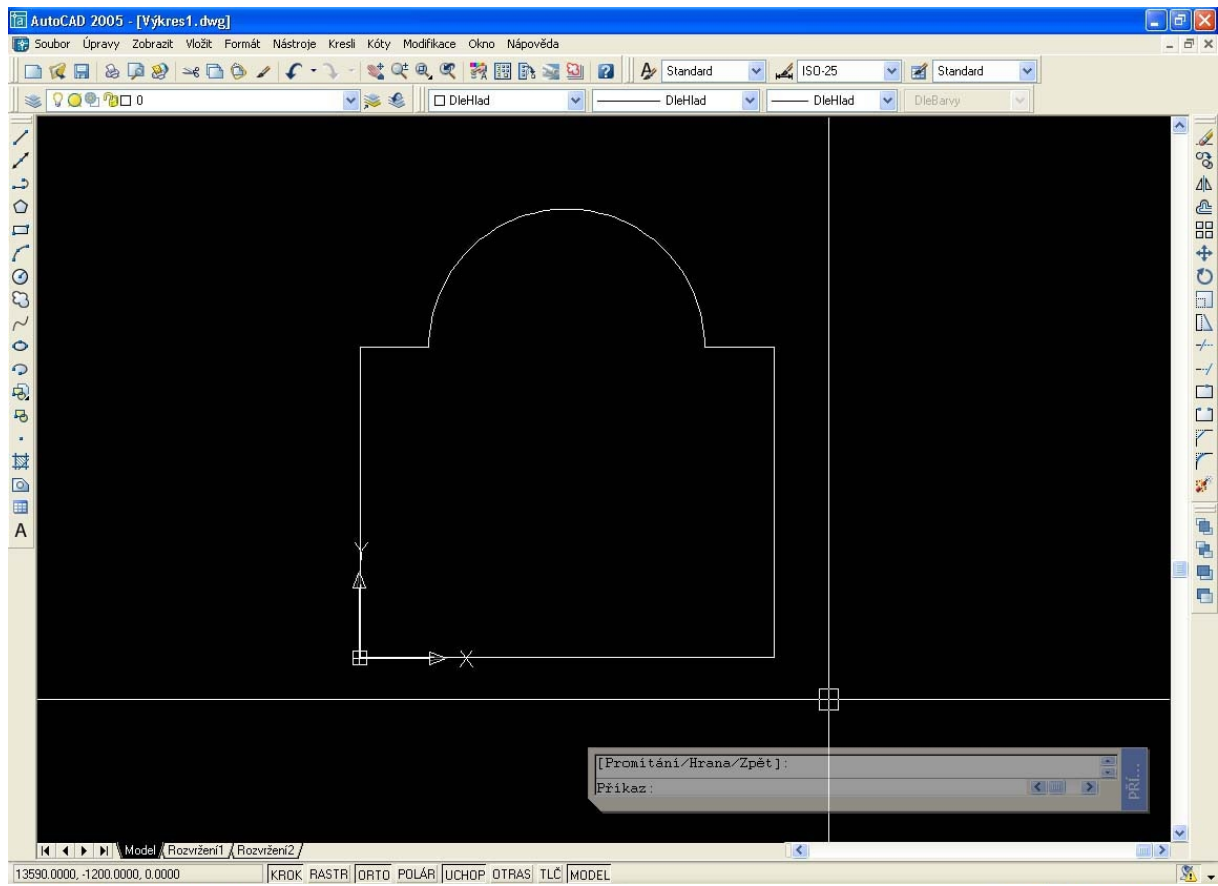 AutoCAD 2005 - [Výkres1.dwg]
Soubor Úpravy Zobrazit Vložit Formát Nástroje Kresli Kóty Modifikace Okno Nápověda
Standard ISO-25 Standard
0 DleHlad DleHlad DleHlad DleBarvy
A
Y
X
[Promítání/Hrana/Zpět]:
Příkaz:
PŘÍ...
Model Rozvržení1 Rozvržení2
13590.0000, -1200.0000, 0.0000 KROK RASTR ORTO POLÁR UCHOP OTRAS TLČ MODEL